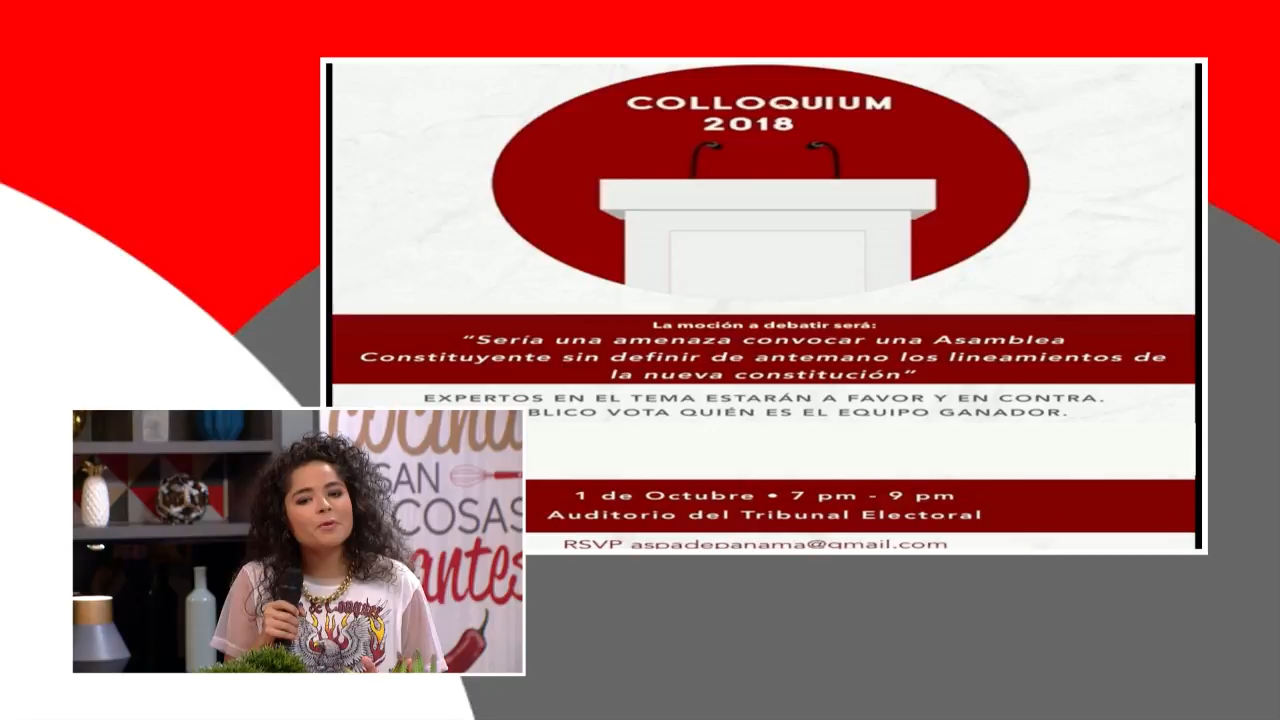 COLLOQUIUM
2018
La moción a debatir será:
"Sería una amenaza convocar una Asamblea
Constituyente sin definir de antemano los lineamientos de
la nueva constitución"
EXPERTOS EN EL TEMA ESTARÁN A FAVOR Y EN CONTRA.
BLICO VOTA QUIÉN ES EL EQUIPO GANADOR.
1 de Octubre • 7 pm - 9 pm
Auditorio del Tribunal Electoral
RSVP aspadepanama@gmail.com
cocina
SAN
COSAS
antes